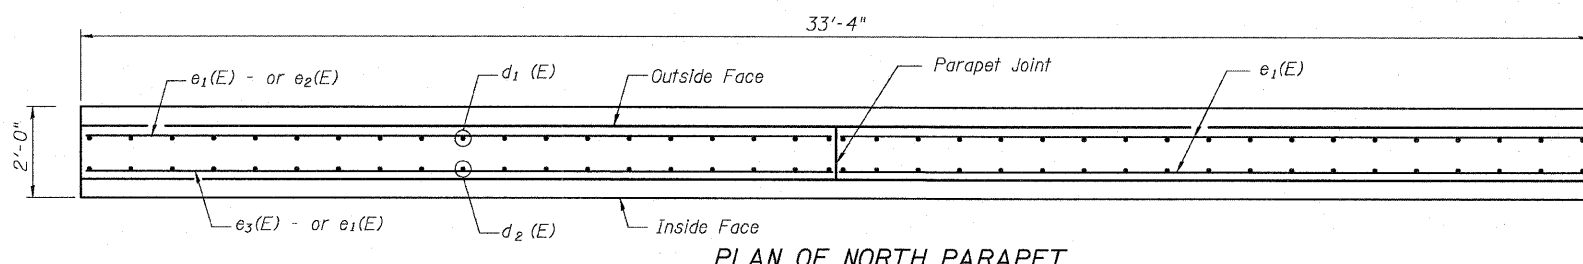 33'-4"
e1(E) - or e2(E)
d1 (E)
Outside Face
Parapet Joint
e1(E)
2'-0"
e3(E) - or e1(E)
d2 (E)
Inside Face
PLAN OF NORTH PARAPET